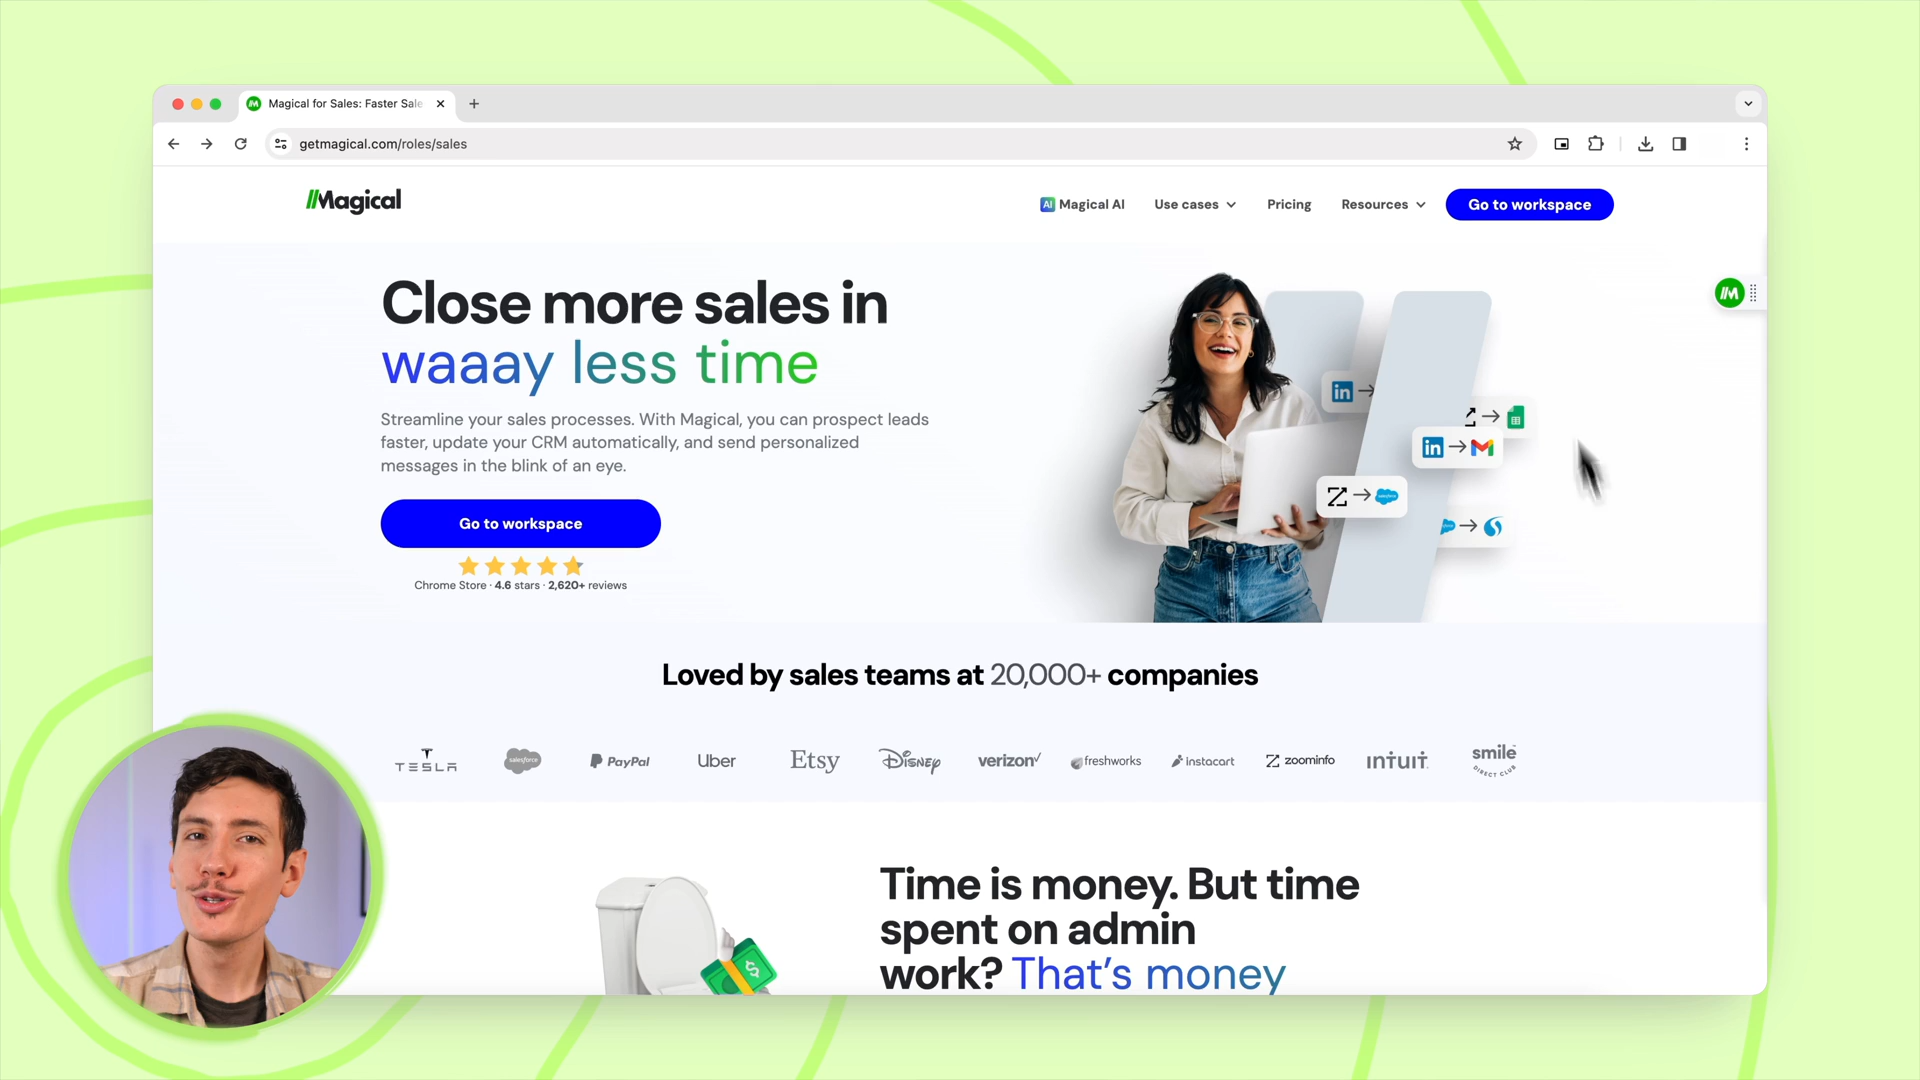 Magical for Sales: Faster Sale
getmagical.com/roles/sales
Magical
AI Magical AI
Use cases
Pricing
Resources
Go to workspace
Close more sales in
waaay less time
Streamline your sales processes. With Magical, you can prospect leads
faster, update your CRM automatically, and send personalized
messages in the blink of an eye.
Go to workspace
Chrome Store · 4.6 stars · 2,620+ reviews
in
in
Loved by sales teams at 20,000+ companies
TESLA
salesforce
PayPal
Uber
Etsy
Disney
verizon
freshworks
instacart
zoominfo
intuit
smile
DIRECT CLUB
Time is money. But time
spent on admin
work? That's money